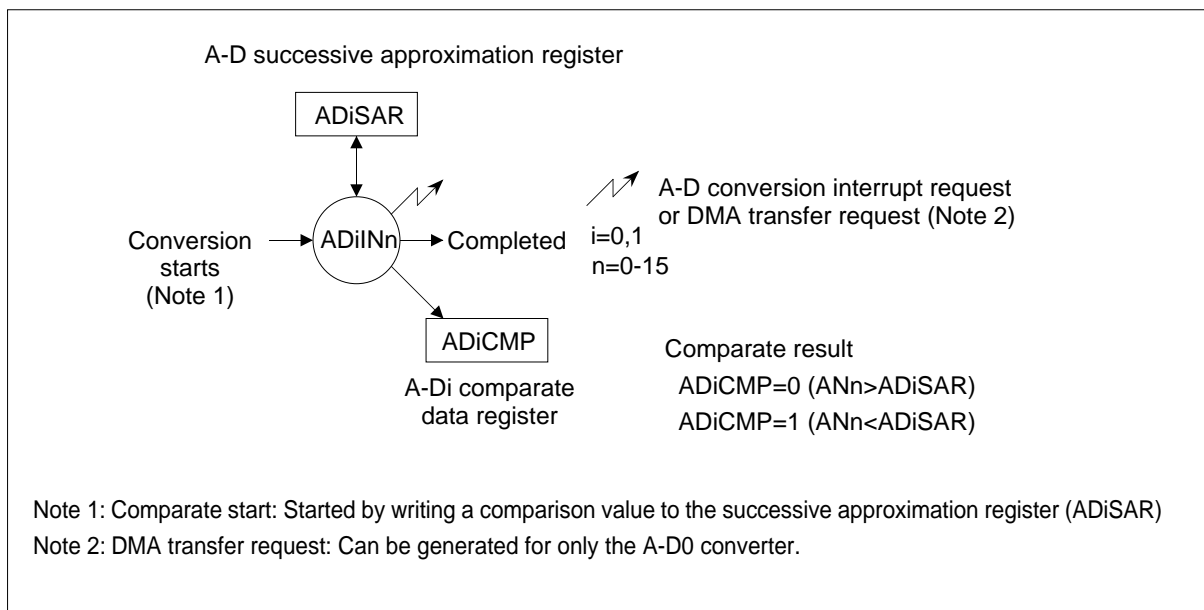 A-D successive approximation register
ADiSAR
A-D conversion interrupt request
or DMA transfer request (Note 2)
Conversion
starts
(Note 1)
ADiINn
Completed
i=0,1
n=0-15
ADiCMP
A-Di comparate
data register
Comparate result
ADiCMP=0 (ANn>ADiSAR)
ADiCMP=1 (ANn<ADiSAR)
Note 1: Comparate start: Started by writing a comparison value to the successive approximation register (ADiSAR)
Note 2: DMA transfer request: Can be generated for only the A-D0 converter.